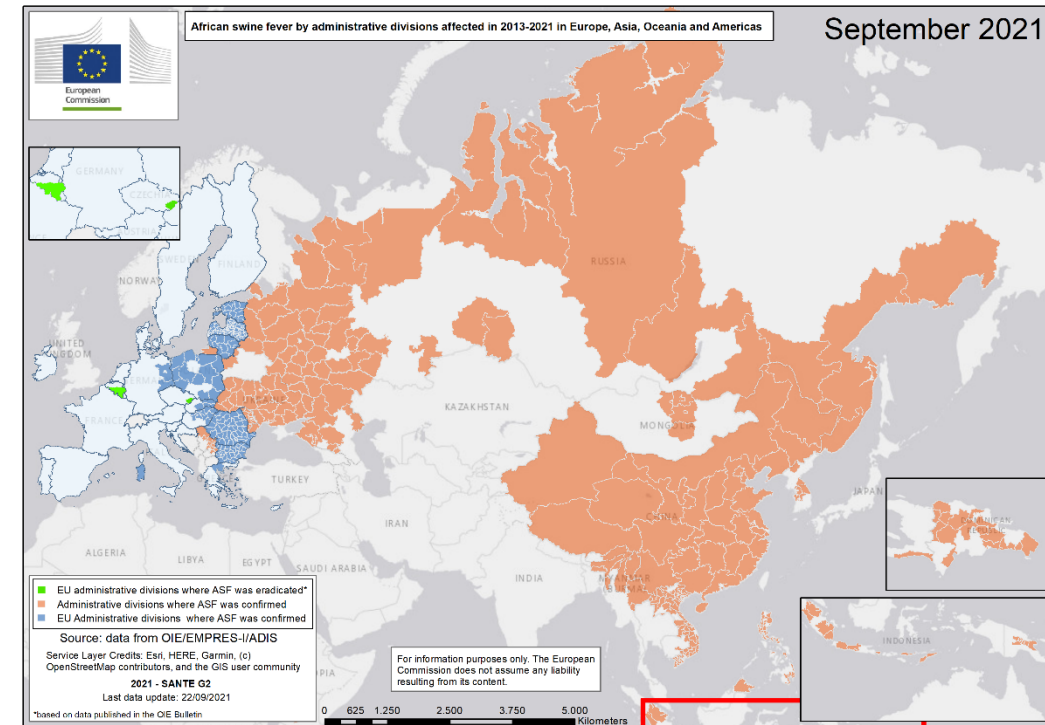 African swine fever by administrative divisions affected in 2013-2021 in Europe, Asia, Oceania and Americas
September 2021
European
Commission
GERMANY
CZECHIA
NORWAY
SWEDEN
FINLAND
RUSSIA
UNITED
KINGDOM
FRANCE
UKRAINE
KAZAKHSTAN
MONGOLIA
TURKEY
CHINA
JAPAN
IRAN
ALGERIA
LIBYA
EGYPT
SAUDI ARABIA
INDIA
MYANMAR
(BURMA)
DOMINICAN
REPUBLIC
INDONESIA
EU administrative divisions where ASF was eradicated*
Administrative divisions where ASF was confirmed
EU Administrative divisions where ASF was confirmed
Source: data from OIE/EMPRES-I/ADIS
Service Layer Credits: Esri, HERE, Garmin, (c)
OpenStreetMap contributors, and the GIS user community
2021 - SANTE G2
Last data update: 22/09/2021
*based on data published in the OIE Bulletin
For information purposes only. The European
Commission does not assume any liability
resulting from its content.
0 625 1.250 2.500 3.750 5.000
Kilometers